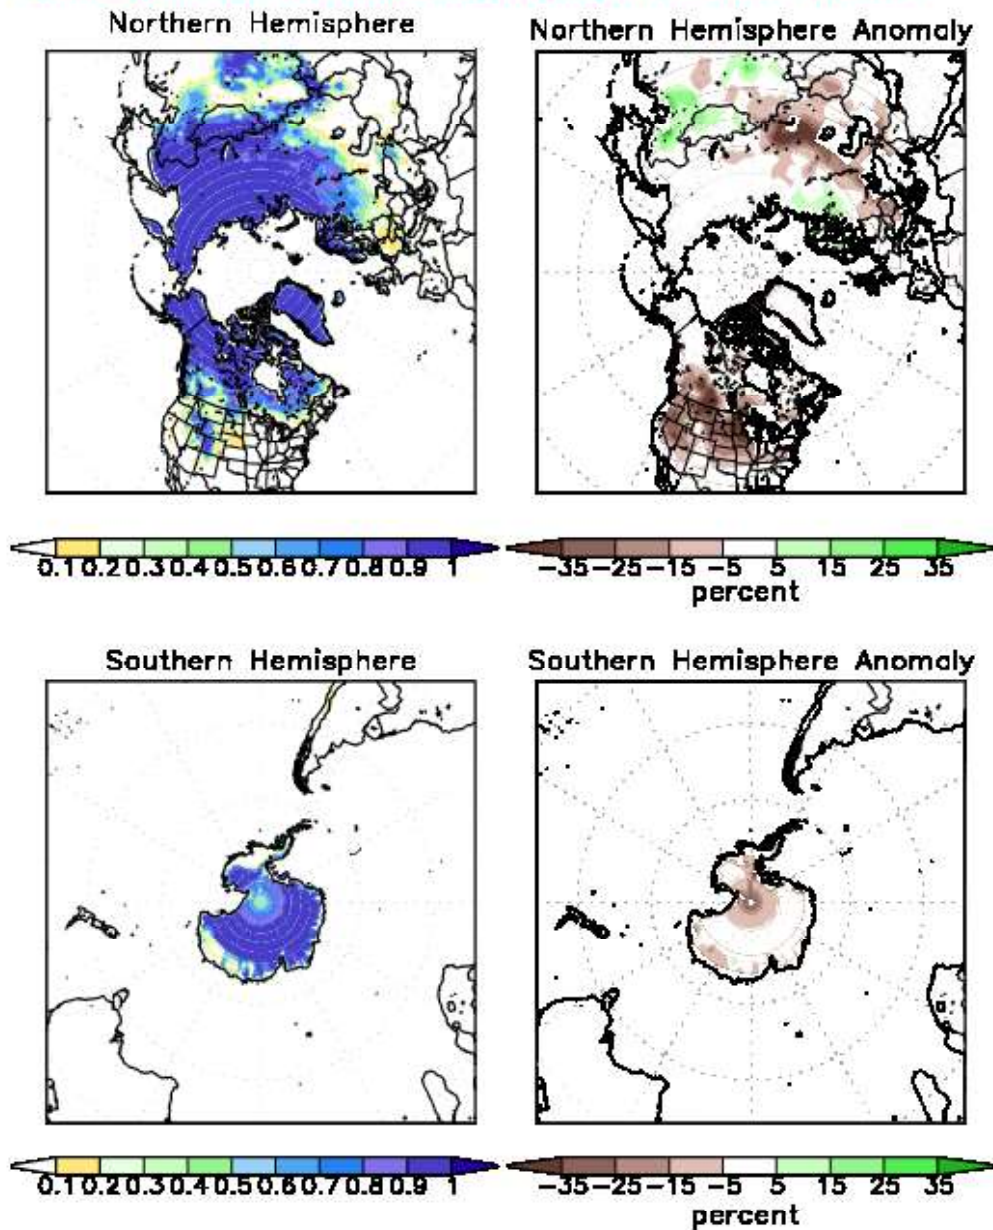 Northern Hemisphere
Northern Hemisphere Anomaly
0.1 0.2 0.3 0.4 0.5 0.6 0.7 0.8 0.9 1
-35 -25 -15 -5 5 15 25 35
percent
Southern Hemisphere
Southern Hemisphere Anomaly
0.1 0.2 0.3 0.4 0.5 0.6 0.7 0.8 0.9 1
-35 -25 -15 -5 5 15 25 35
percent